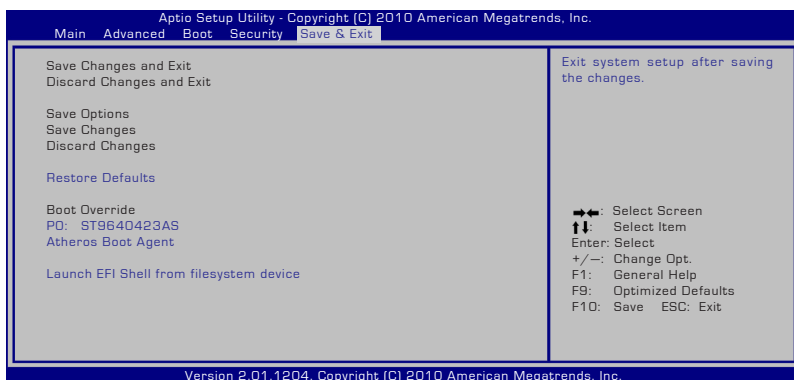 Aptio Setup Utility - Copyright (C) 2010 American Megatrends, Inc.
Main Advanced Boot Security Save & Exit
Save Changes and Exit
Discard Changes and Exit
Save Options
Save Changes
Discard Changes
Restore Defaults
Boot Override
P0: ST9640423AS
Atheros Boot Agent
Launch EFI Shell from filesystem device
Exit system setup after saving
the changes.
→←: Select Screen
↑↓: Select Item
Enter: Select
+/—: Change Opt.
F1: General Help
F9: Optimized Defaults
F10: Save ESC: Exit
Version 2.01.1204. Copyright (C) 2010 American Megatrends, Inc.